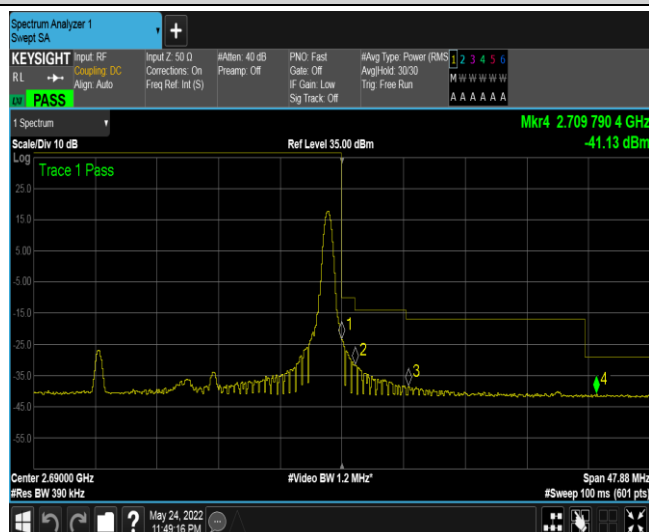 Spectrum Analyzer 1
Swept SA
KEYSIGHT
RL
PASS
Input: RF
Coupling: DC
Align: Auto
Input Z: 50 Ω
Corrections: On
Freq Ref: Int (S)
#Atten: 40 dB
Preamp: Off
PNO: Fast
Gate: Off
IF Gain: Low
Sig Track: Off
#Avg Type: Power (RMS
Avg|Hold: 30/30
Trig: Free Run
1 2 3 4 5 6
M W W W W W
A A A A A A
1 Spectrum
Scale/Div 10 dB
Ref Level 35.00 dBm
Mkr4 2.709 790 4 GHz
-41.13 dBm
Log
Trace 1 Pass
25.0
15.0
5.00
-5.00
-15.0
-25.0
-35.0
-45.0
-55.0
1
2
3
4
Center 2.69000 GHz
#Video BW 1.2 MHz*
Span 47.88 MHz
#Res BW 390 kHz
#Sweep 100 ms (601 pts)
?
May 24, 2022
11:49:16 PM